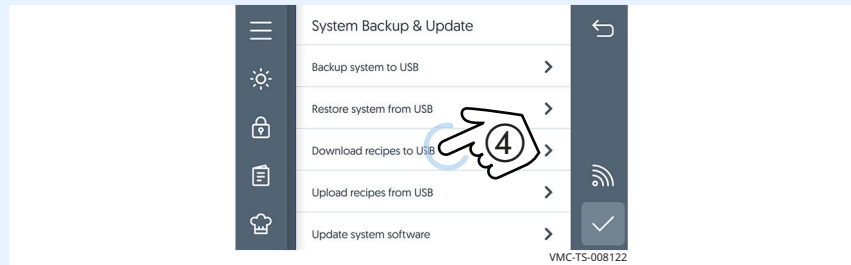 System Backup & Update
Backup system to USB
Restore system from USB
Download recipes to USB
4
Upload recipes from USB
Update system software
VMC-TS-008122